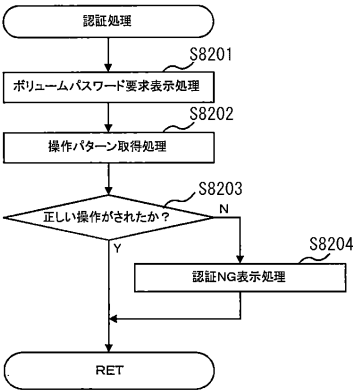 認証処理
S8201
ボリュームパスワード要求表示処理
S8202
操作パターン取得処理
S8203
正しい操作がされたか？
N
Y
S8204
認証NG表示処理
RET